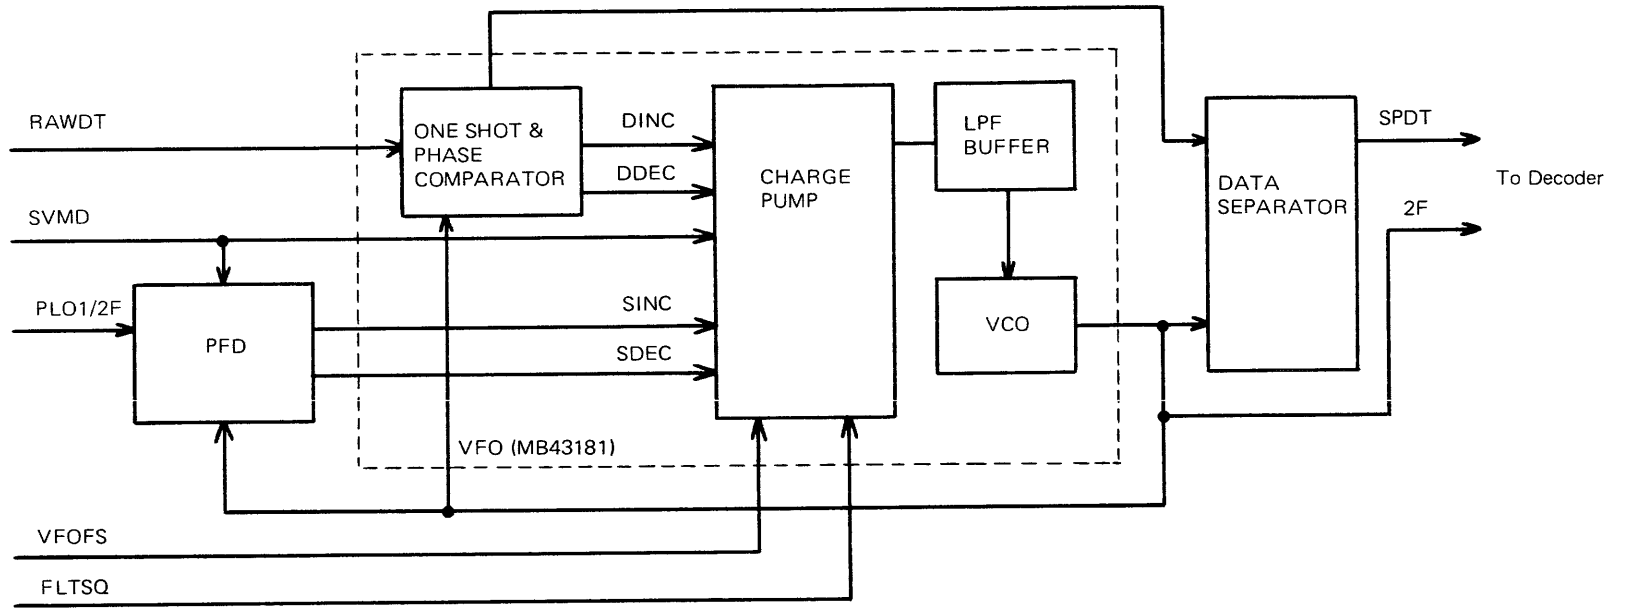 RAWDT
ONE SHOT &
PHASE
COMPARATOR
DINC
DDEC
CHARGE
PUMP
LPF
BUFFER
DATA
SEPARATOR
SPDT
To Decoder
2F
SVMD
PLO1/2F
PFD
SINC
SDEC
VCO
VFO (MB43181)
VFOFS
FLTSQ